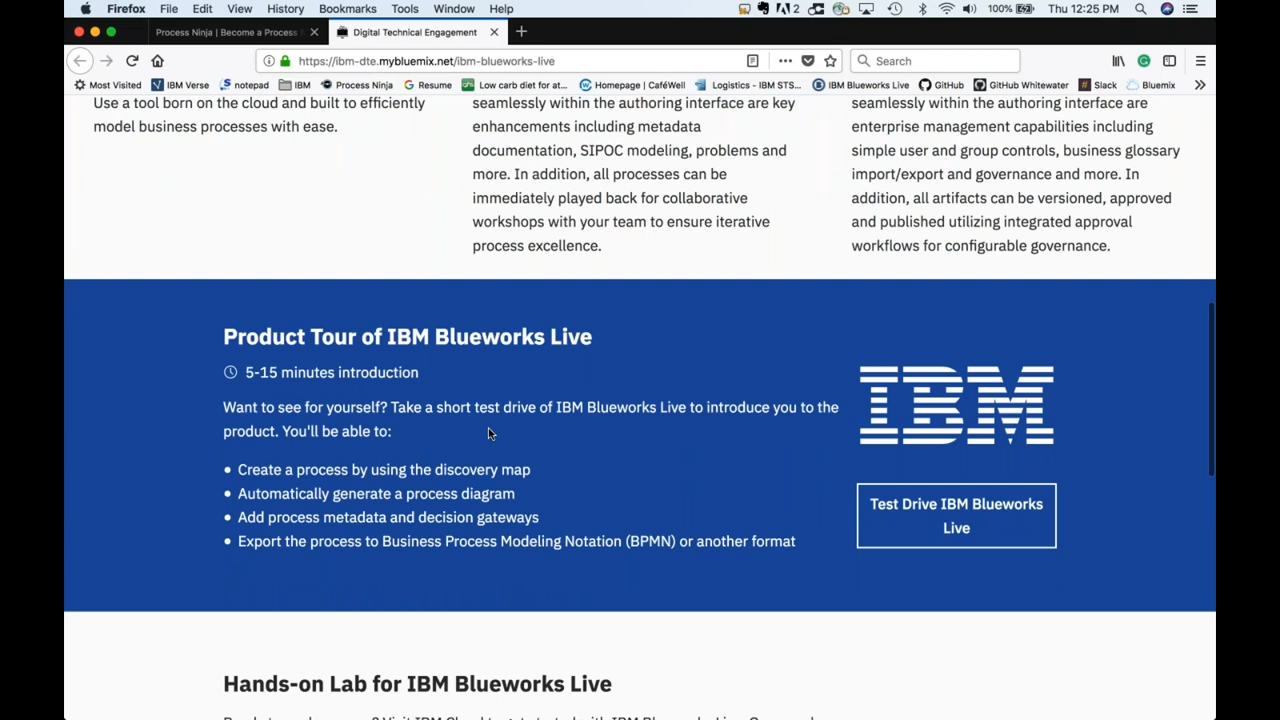 Firefox File Edit View History Bookmarks Tools Window Help 2 100% Thu 12:25 PM
Process Ninja | Become a Process Digital Technical Engagement
https://ibm-dte.mybluemix.net/ibm-blueworks-live Search
Most Visited IBM Verse notepad IBM Process Ninja Resume Low carb diet for at... Homepage | CaféWell Logistics - IBM STS... IBM Blueworks Live GitHub GitHub Whitewater Slack Bluemix
Use a tool born on the cloud and built to efficiently
model business processes with ease.
seamlessly within the authoring interface are key
enhancements including metadata
documentation, SIPOC modeling, problems and
more. In addition, all processes can be
immediately played back for collaborative
workshops with your team to ensure iterative
process excellence.
seamlessly within the authoring interface are
enterprise management capabilities including
simple user and group controls, business glossary
import/export and governance and more. In
addition, all artifacts can be versioned, approved
and published utilizing integrated approval
workflows for configurable governance.
Product Tour of IBM Blueworks Live
5-15 minutes introduction
Want to see for yourself? Take a short test drive of IBM Blueworks Live to introduce you to the
product. You'll be able to:
• Create a process by using the discovery map
• Automatically generate a process diagram
• Add process metadata and decision gateways
• Export the process to Business Process Modeling Notation (BPMN) or another format
IBM
Test Drive IBM Blueworks
Live
Hands-on Lab for IBM Blueworks Live